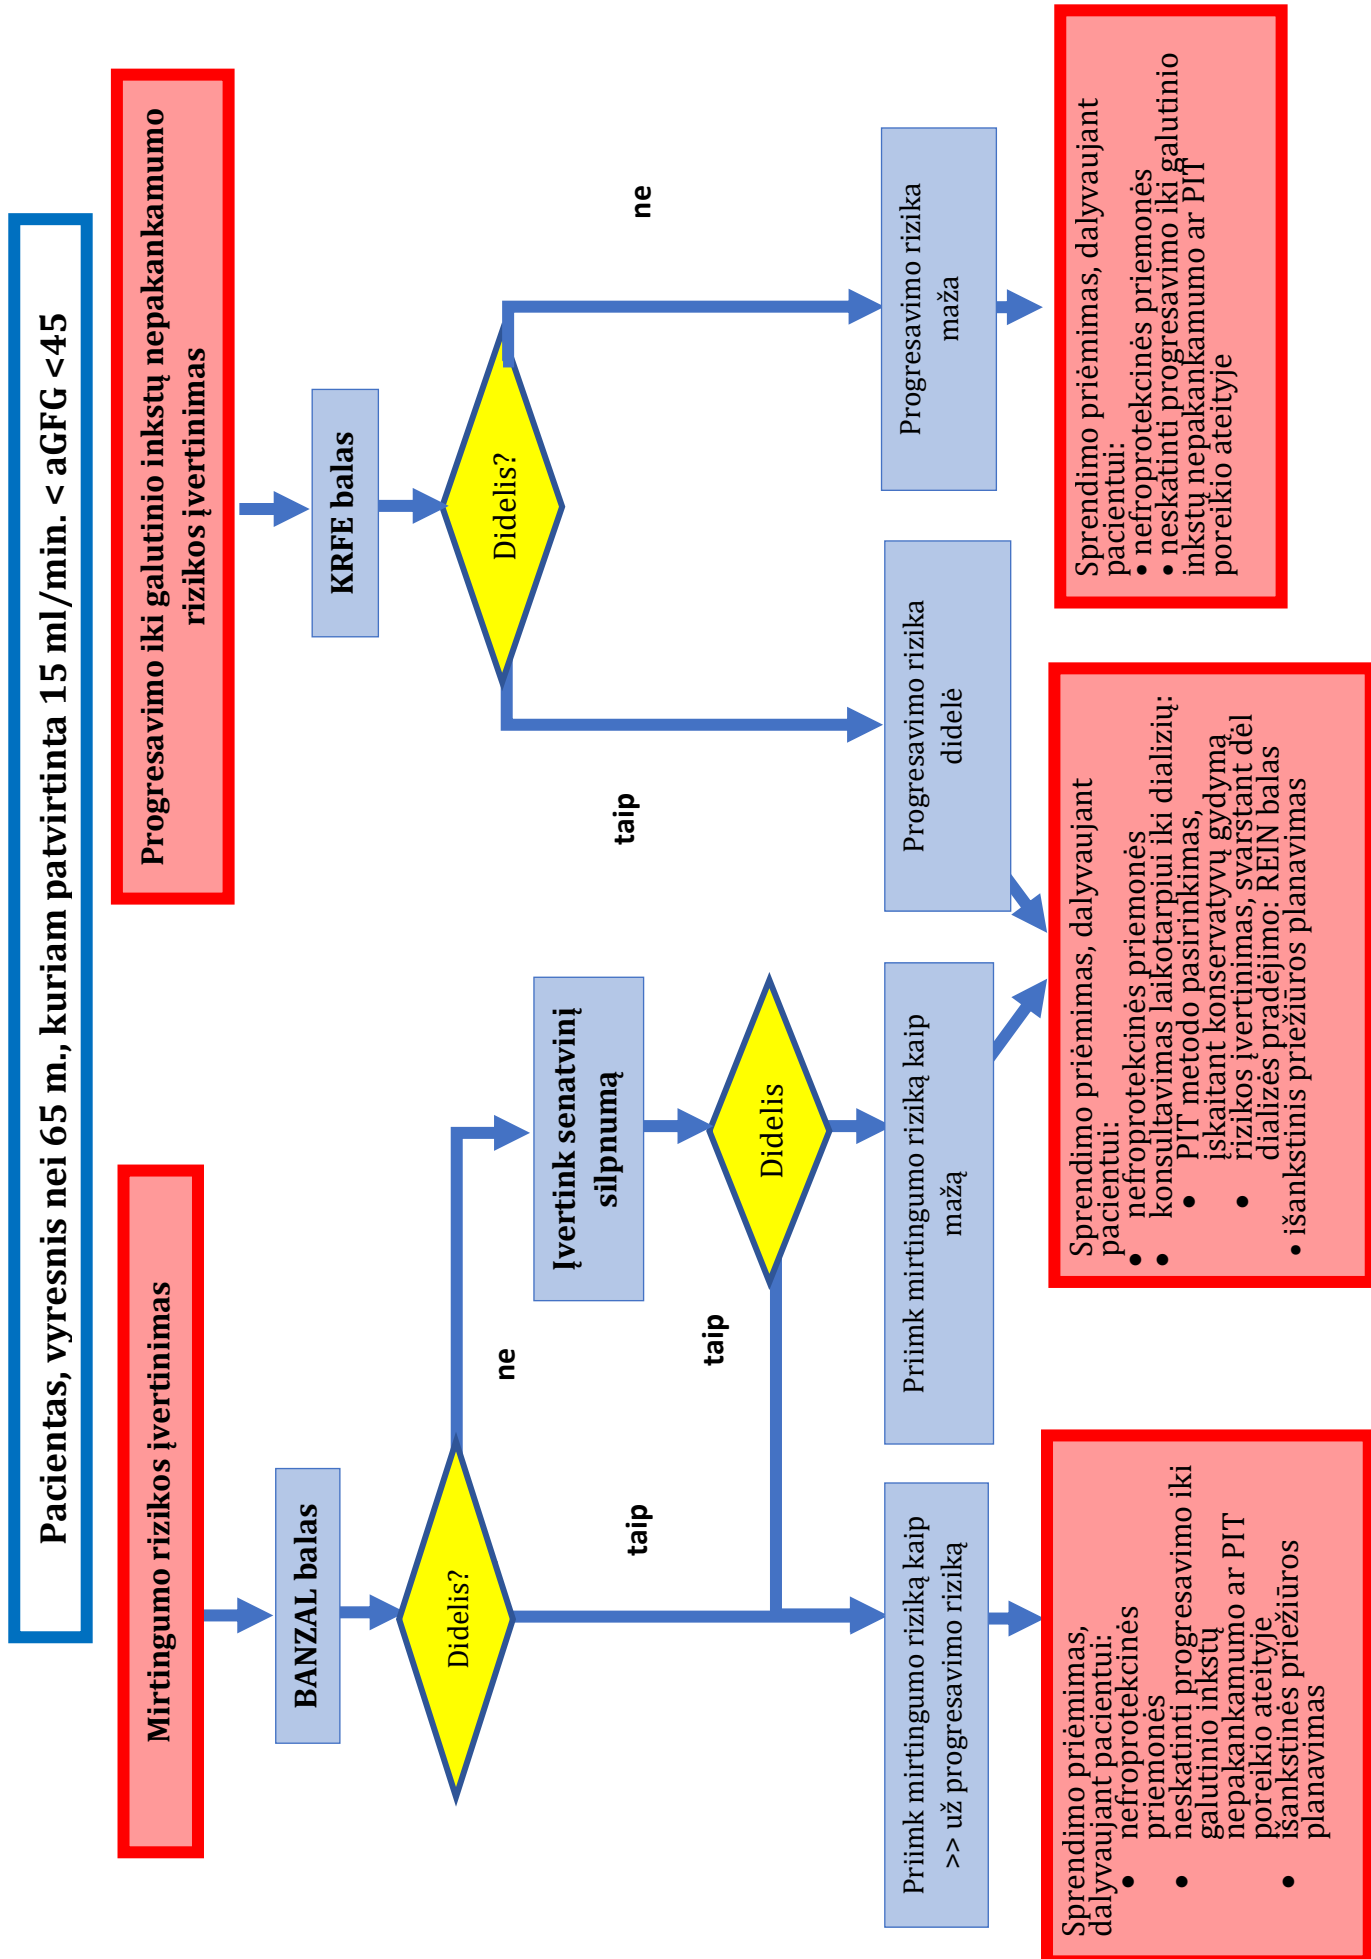 Pacientas, vyresnis nei 65 m., kuriam patvirtinta 15 ml/min. < aGFG <45
Mirtingumo rizikos įvertinimas
Progresavimo iki galutinio inkstų nepakankamumo
rizikos įvertinimas
BANZAL balas
KRFE balas
Didelis?
Didelis?
ne
Įvertink senatvinį
silpnumą
taip
taip
taip
ne
Didelis
Priimk mirtingumo riziką kaip
>> už progresavimo riziką
Priimk mirtingumo riziką kaip
mažą
Progresavimo rizika
didelė
Progresavimo rizika
maža
Sprendimo priėmimas,
dalyvaujant pacientui:
• nefroprotekcinės
priemonės
• neskatinti progresavimo iki
galutinio inkstų
nepakankamumo ar PIT
poreikio ateityje
• išankstinės priežiūros
planavimas
Sprendimo priėmimas, dalyvaujant
pacientui:
• nefroprotekcinės priemonės
• konsultavimas laikotarpiui iki dializių:
• PIT metodo pasirinkimas,
įskaitant konservatyvų gydymą
• rizikos įvertinimas, svarstant dėl
dializės pradėjimo: REIN balas
• išankstinis priežiūros planavimas
Sprendimo priėmimas, dalyvaujant
pacientui:
• nefroprotekcinės priemonės
• neskatinti progresavimo iki galutinio
inkstų nepakankamumo ar PIT
poreikio ateityje